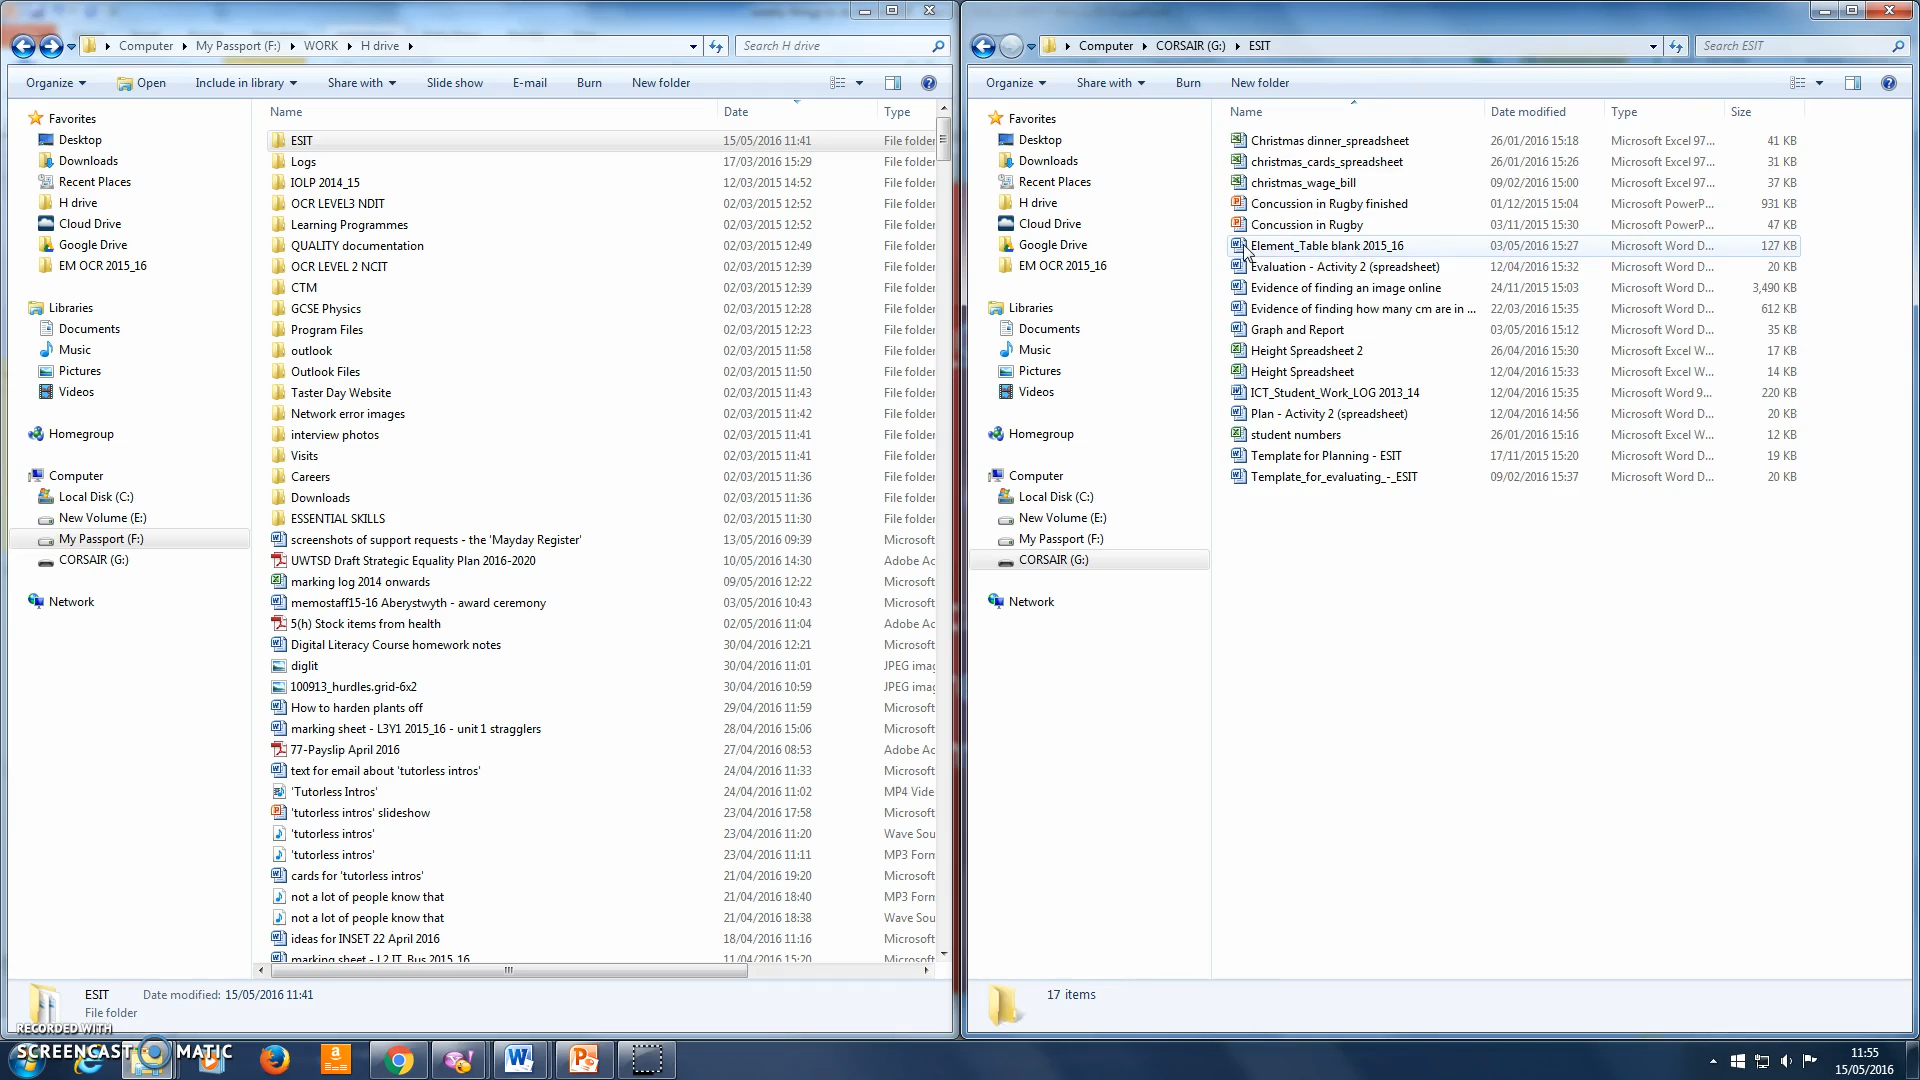 Computer My Passport (F:) WORK H drive Search H drive
Organize Open Include in library Share with Slide show E-mail Burn New folder
Favorites
Desktop
Downloads
Recent Places
H drive
Cloud Drive
Google Drive
EM OCR 2015_16
Libraries
Documents
Music
Pictures
Videos
Homegroup
Computer
Local Disk (C:)
New Volume (E:)
My Passport (F:)
CORSAIR (G:)
Network
Name Date Type
ESIT 15/05/2016 11:41 File folder
Logs 17/03/2016 15:29 File folder
IOLP 2014_15 12/03/2015 14:52 File folder
OCR LEVEL3 NDIT 02/03/2015 12:52 File folder
Learning Programmes 02/03/2015 12:52 File folder
QUALITY documentation 02/03/2015 12:49 File folder
OCR LEVEL 2 NCIT 02/03/2015 12:39 File folder
CTM 02/03/2015 12:39 File folder
GCSE Physics 02/03/2015 12:28 File folder
Program Files 02/03/2015 12:23 File folder
outlook 02/03/2015 11:58 File folder
Outlook Files 02/03/2015 11:50 File folder
Taster Day Website 02/03/2015 11:43 File folder
Network error images 02/03/2015 11:42 File folder
interview photos 02/03/2015 11:41 File folder
Visits 02/03/2015 11:41 File folder
Careers 02/03/2015 11:36 File folder
Downloads 02/03/2015 11:36 File folder
ESSENTIAL SKILLS 02/03/2015 11:30 File folder
screenshots of support requests - the 'Mayday Register' 13/05/2016 09:39 Microsoft
UWTSD Draft Strategic Equality Plan 2016-2020 10/05/2016 14:30 Adobe Ac
marking log 2014 onwards 09/05/2016 12:22 Microsoft
memostaff15-16 Aberystwyth - award ceremony 03/05/2016 10:43 Microsoft
5(h) Stock items from health 02/05/2016 11:04 Adobe Ac
Digital Literacy Course homework notes 30/04/2016 12:21 Microsoft
diglit 30/04/2016 11:01 JPEG imag
100913_hurdles.grid-6x2 30/04/2016 10:59 JPEG imag
How to harden plants off 29/04/2016 11:59 Microsoft
marking sheet - L3Y1 2015_16 - unit 1 stragglers 28/04/2016 15:06 Microsoft
77-Payslip April 2016 27/04/2016 08:53 Adobe Ac
text for email about 'tutorless intros' 24/04/2016 11:33 Microsoft
'Tutorless Intros' 24/04/2016 11:02 MP4 Vide
'tutorless intros' slideshow 23/04/2016 17:58 Microsoft
'tutorless intros' 23/04/2016 11:20 Wave Sou
'tutorless intros' 23/04/2016 11:11 MP3 Form
cards for 'tutorless intros' 21/04/2016 19:20 Microsoft
not a lot of people know that 21/04/2016 18:40 MP3 Form
not a lot of people know that 21/04/2016 18:38 Wave Sou
ideas for INSET 22 April 2016 18/04/2016 11:16 Microsoft
marking sheet - L2 IT_Bus 2015_16 11/04/2016 15:20 Microsoft
ESIT Date modified: 15/05/2016 11:41
File folder
Computer CORSAIR (G:) ESIT Search ESIT
Organize Share with Burn New folder
Favorites
Desktop
Downloads
Recent Places
H drive
Cloud Drive
Google Drive
EM OCR 2015_16
Libraries
Documents
Music
Pictures
Videos
Homegroup
Computer
Local Disk (C:)
New Volume (E:)
My Passport (F:)
CORSAIR (G:)
Network
Name Date modified Type Size
Christmas dinner_spreadsheet 26/01/2016 15:18 Microsoft Excel 97... 41 KB
christmas_cards_spreadsheet 26/01/2016 15:26 Microsoft Excel 97... 31 KB
christmas_wage_bill 09/02/2016 15:00 Microsoft Excel 97... 37 KB
Concussion in Rugby finished 01/12/2015 15:04 Microsoft PowerP... 931 KB
Concussion in Rugby 03/11/2015 15:30 Microsoft PowerP... 47 KB
Element_Table blank 2015_16 03/05/2016 15:27 Microsoft Word D... 127 KB
Evaluation - Activity 2 (spreadsheet) 12/04/2016 15:32 Microsoft Word D... 20 KB
Evidence of finding an image online 24/11/2015 15:03 Microsoft Word D... 3,490 KB
Evidence of finding how many cm are in ... 22/03/2016 15:35 Microsoft Word D... 612 KB
Graph and Report 03/05/2016 15:12 Microsoft Word D... 35 KB
Height Spreadsheet 2 26/04/2016 15:30 Microsoft Excel W... 17 KB
Height Spreadsheet 12/04/2016 15:33 Microsoft Excel W... 14 KB
ICT_Student_Work_LOG 2013_14 12/04/2016 15:35 Microsoft Word 9... 220 KB
Plan - Activity 2 (spreadsheet) 12/04/2016 14:56 Microsoft Word D... 20 KB
student numbers 26/01/2016 15:16 Microsoft Excel W... 12 KB
Template for Planning - ESIT 17/11/2015 15:20 Microsoft Word D... 19 KB
Template_for_evaluating_-_ESIT 09/02/2016 15:37 Microsoft Word D... 20 KB
17 items
RECORDED WITH
SCREENCAST MATIC
11:55
15/05/2016